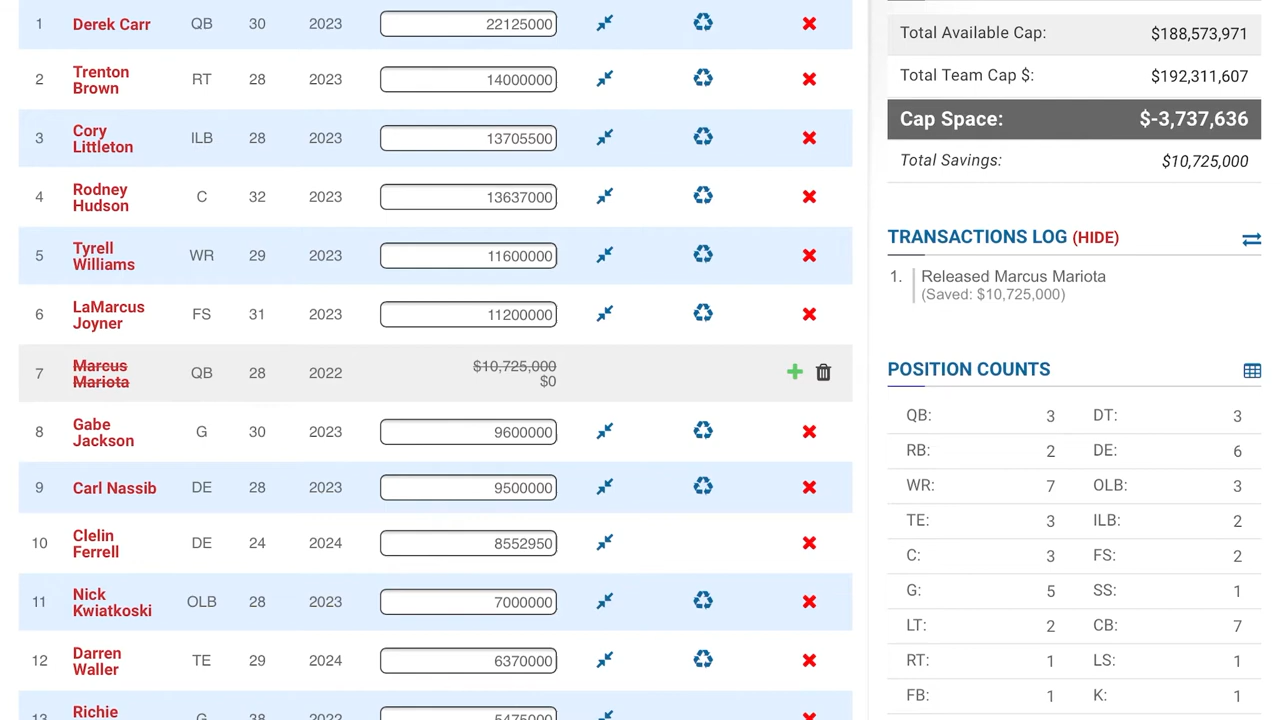 1 Derek Carr QB 30 2023 22125000
2 Trenton Brown RT 28 2023 14000000
3 Cory Littleton ILB 28 2023 13705500
4 Rodney Hudson C 32 2023 13637000
5 Tyrell Williams WR 29 2023 11600000
6 LaMarcus Joyner FS 31 2023 11200000
7 Marcus Mariota QB 28 2022 $10,725,000 $0
8 Gabe Jackson G 30 2023 9600000
9 Carl Nassib DE 28 2023 9500000
10 Clelin Ferrell DE 24 2024 8552950
11 Nick Kwiatkoski OLB 28 2023 7000000
12 Darren Waller TE 29 2024 6370000
13 Richie G 38 2022 5475000
Total Available Cap: $188,573,971
Total Team Cap $: $192,311,607
Cap Space: $-3,737,636
Total Savings: $10,725,000
TRANSACTIONS LOG (HIDE)
1. Released Marcus Mariota
(Saved: $10,725,000)
POSITION COUNTS
QB: 3 DT: 3
RB: 2 DE: 6
WR: 7 OLB: 3
TE: 3 ILB: 2
C: 3 FS: 2
G: 5 SS: 1
LT: 2 CB: 7
RT: 1 LS: 1
FB: 1 K: 1